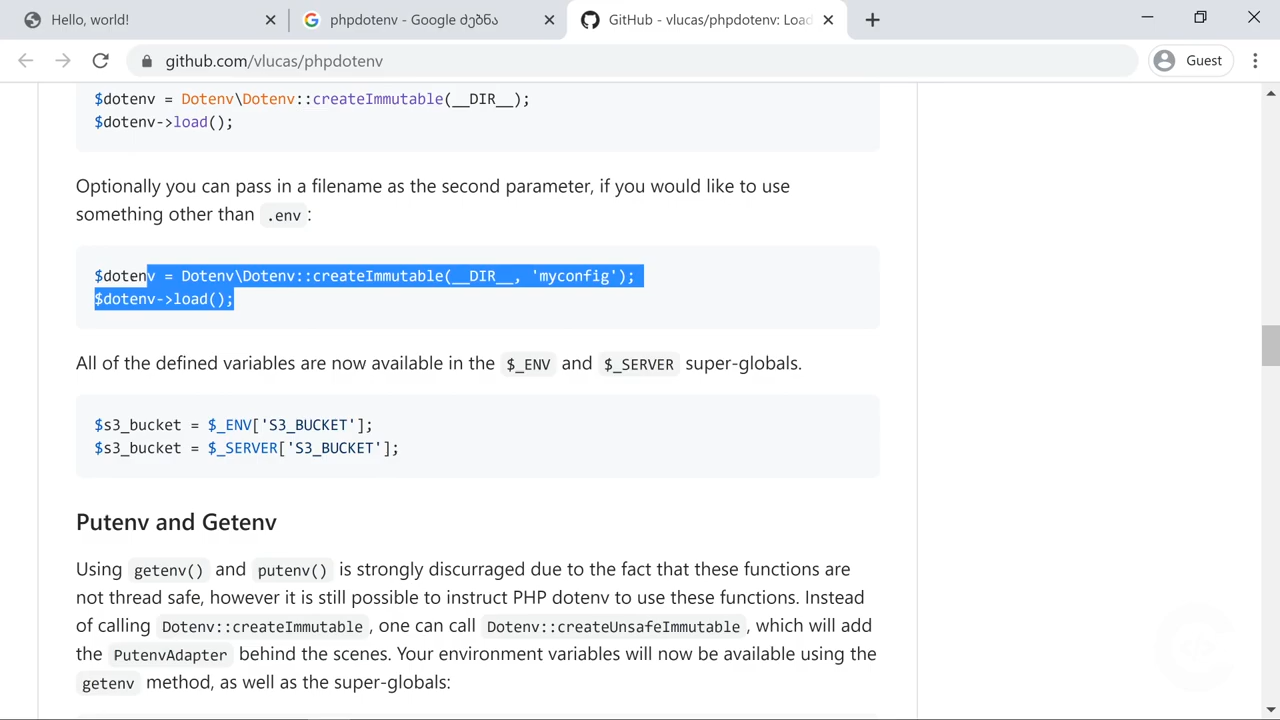 Hello, world!
phpdotenv - Google ძებნა
GitHub - vlucas/phpdotenv: Load
github.com/vlucas/phpdotenv
Guest
$dotenv = Dotenv\Dotenv::createImmutable(__DIR__);
$dotenv->load();
Optionally you can pass in a filename as the second parameter, if you would like to use
something other than .env:
$dotenv = Dotenv\Dotenv::createImmutable(__DIR__, 'myconfig');
$dotenv->load();
All of the defined variables are now available in the $_ENV and $_SERVER super-globals.
$s3_bucket = $_ENV['S3_BUCKET'];
$s3_bucket = $_SERVER['S3_BUCKET'];
Putenv and Getenv
Using getenv() and putenv() is strongly discurraged due to the fact that these functions are
not thread safe, however it is still possible to instruct PHP dotenv to use these functions. Instead
of calling Dotenv::createImmutable, one can call Dotenv::createUnsafeImmutable, which will add
the PutenvAdapter behind the scenes. Your environment variables will now be available using the
getenv method, as well as the super-globals: